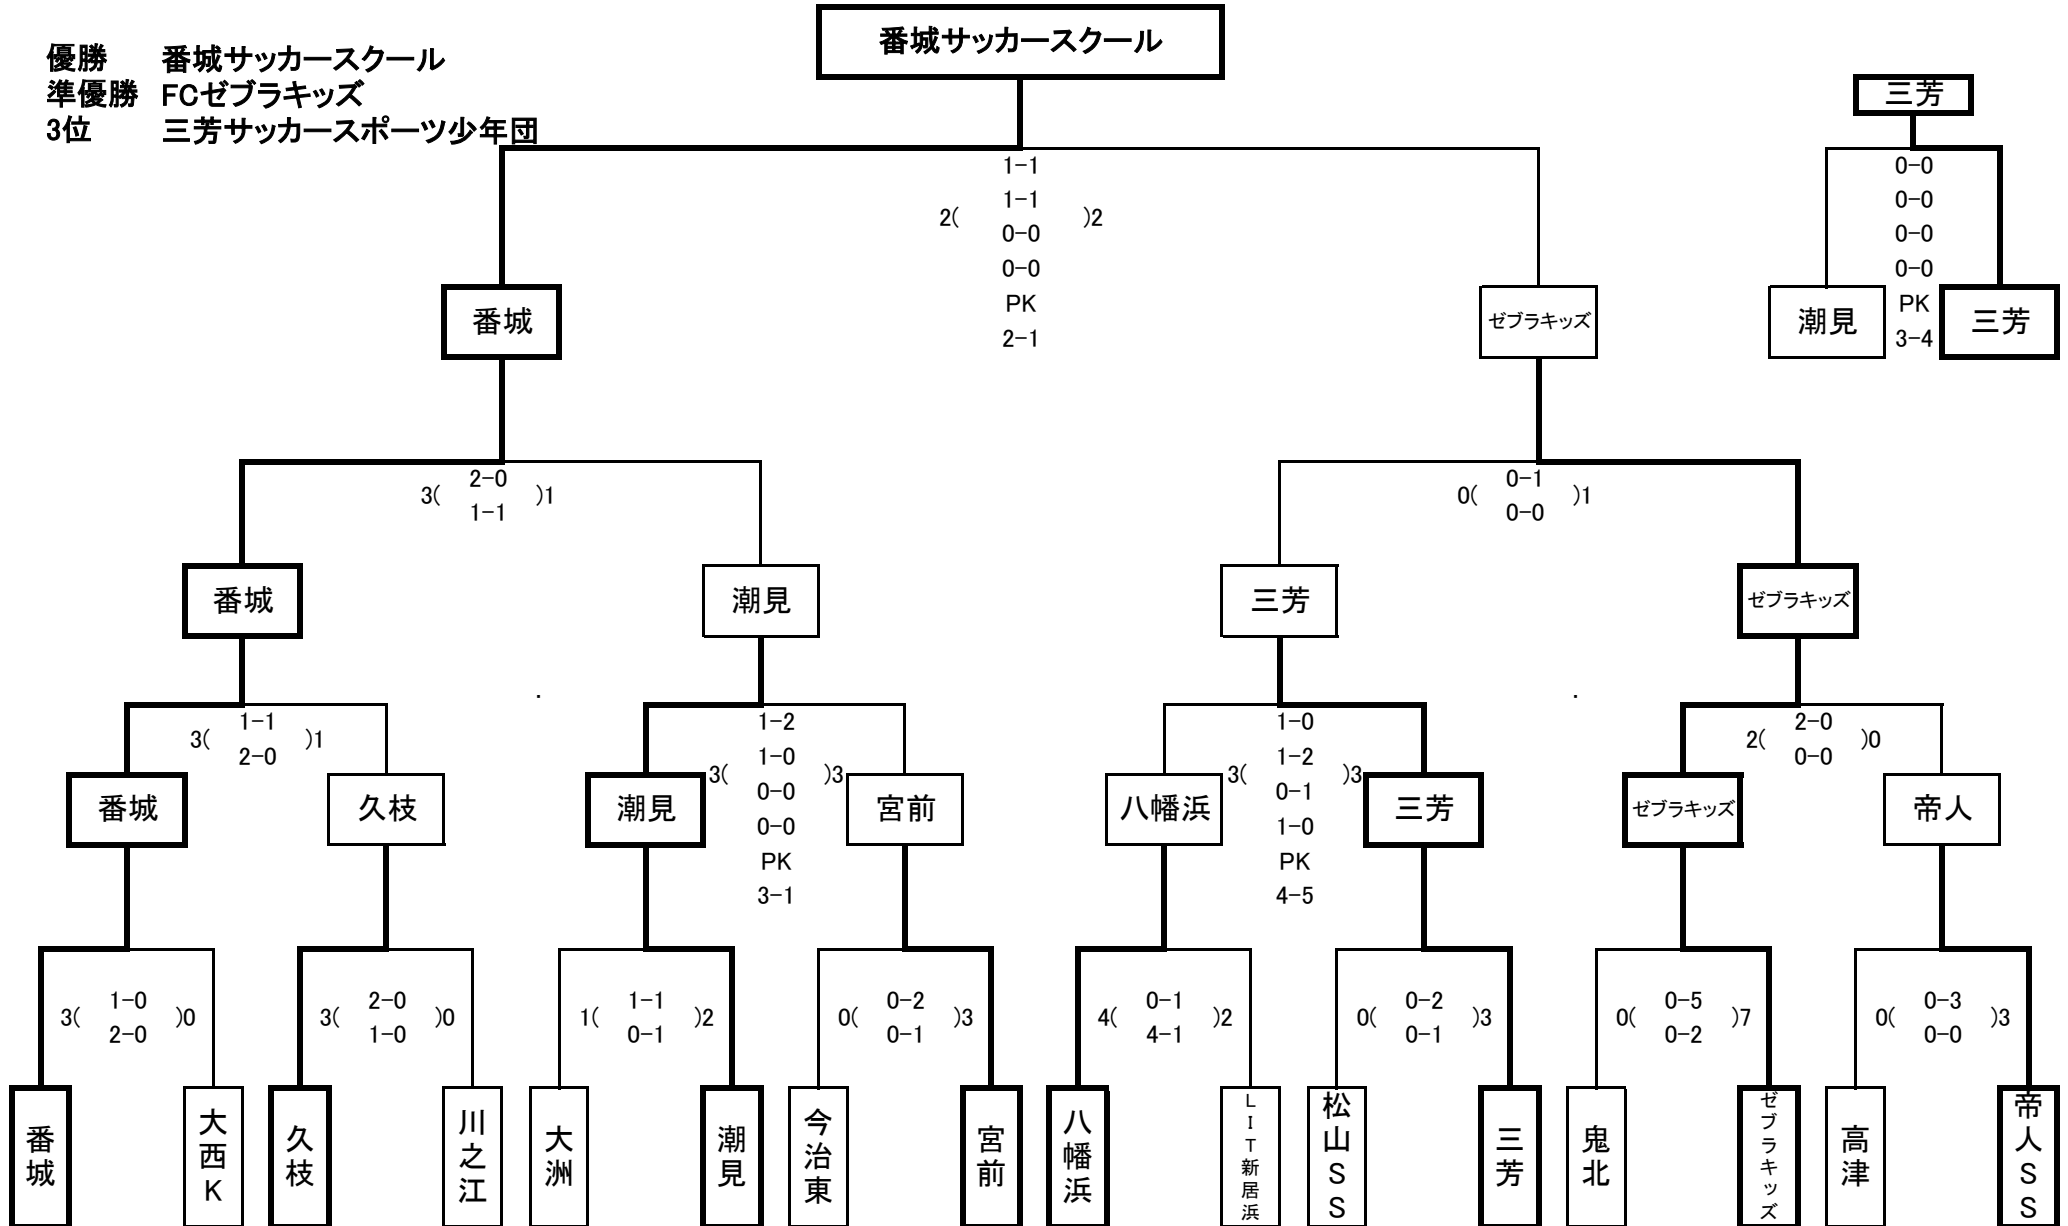 番城サッカースクール
優勝 番城サッカースクール
準優勝 FCゼブラキッズ
3位 三芳サッカースポーツ少年団
三芳
1-1
1-1
2( )2
0-0
0-0
PK
2-1
0-0
0-0
0-0
0-0
PK
3-4
番城
ゼブラキッズ
潮見
三芳
2-0
3( )1
1-1
0-1
0( )1
0-0
番城
潮見
三芳
ゼブラキッズ
1-1
3( )1
2-0
1-2
1-0
3( )3
0-0
0-0
PK
3-1
1-0
1-2
3( )3
0-1
1-0
PK
4-5
2-0
2( )0
0-0
番城
久枝
潮見
宮前
八幡浜
三芳
ゼブラキッズ
帝人
1-0
3( )0
2-0
2-0
3( )0
1-0
1-1
1( )2
0-1
0-2
0( )3
0-1
0-1
4( )2
4-1
0-2
0( )3
0-1
0-5
0( )7
0-2
0-3
0( )3
0-0
番城
大西K
久枝
川之江
大洲
潮見
今治東
宮前
八幡浜
LIT新居浜
松山SS
三芳
鬼北
ゼブラキッズ
高津
帝人SS